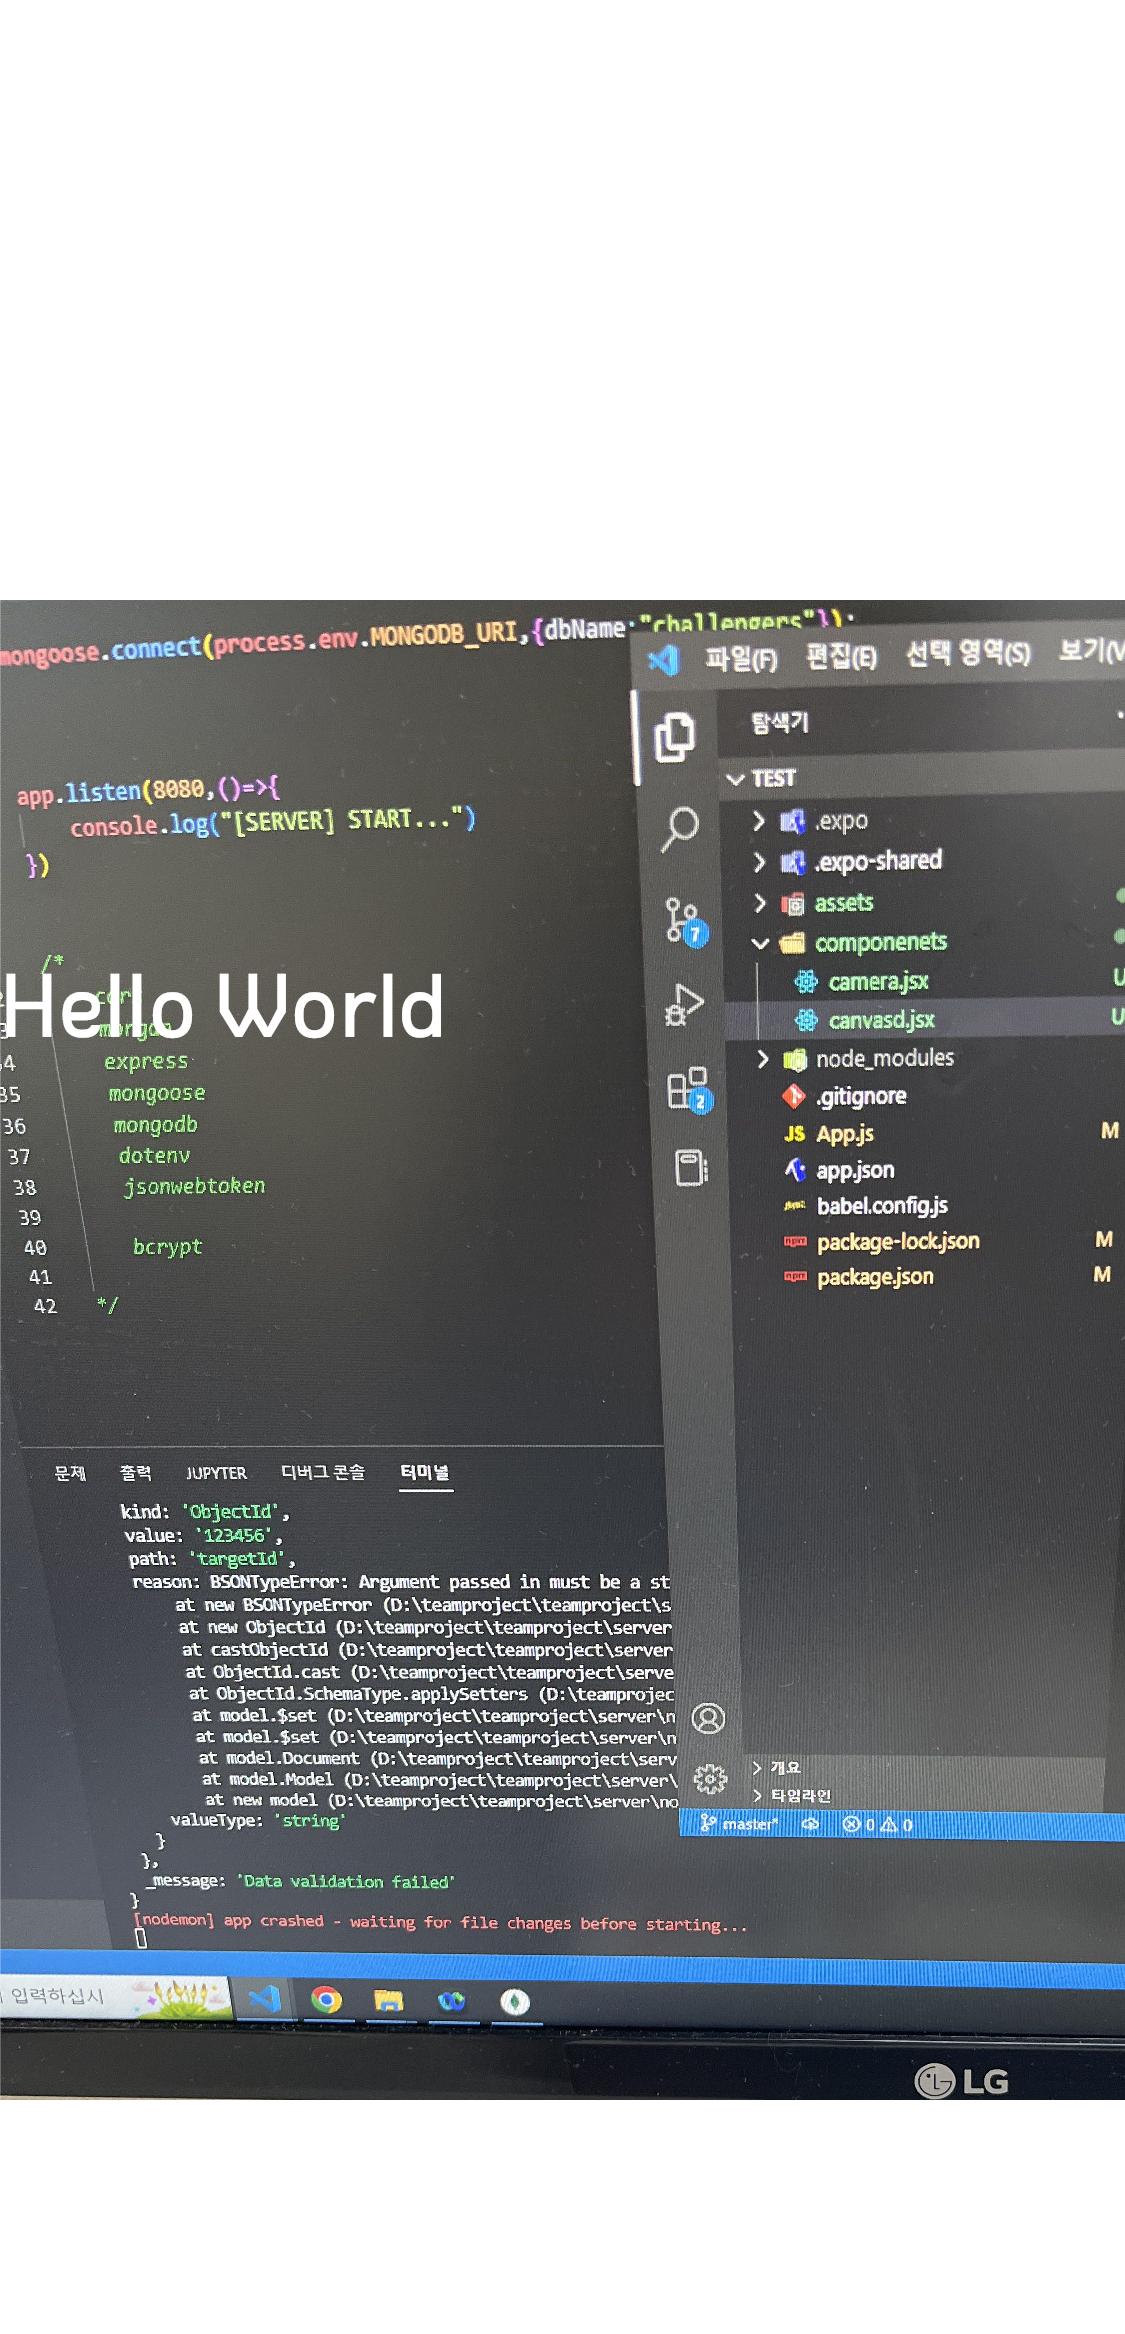 mongoose.connect(process.env.MONGODB_URI,{dbName:"challengers"});
app.listen(8080,()=>{
console.log("[SERVER] START...")
})
/*
Hello World
express
35 mongoose
36 mongodb
37 dotenv
38 jsonwebtoken
39
40 bcrypt
41
42 */
파일(F) 편집(E) 선택 영역(S) 보기(V
탐색기
TEST
.expo
.expo-shared
assets
7
componenets
camera.jsx U
canvasd.jsx U
node_modules
2
.gitignore
JS App.js M
app.json
babel.config.js
npm package-lock.json M
npm package.json M
개요
타임라인
master* 0 0
문제 출력 JUPYTER 디버그 콘솔 터미널
kind: 'ObjectId',
value: '123456',
path: 'targetId',
reason: BSONTypeError: Argument passed in must be a st
at new BSONTypeError (D:\teamproject\teamproject\s
at new ObjectId (D:\teamproject\teamproject\server
at castObjectId (D:\teamproject\teamproject\server
at ObjectId.cast (D:\teamproject\teamproject\serve
at ObjectId.SchemaType.applySetters (D:\teamprojec
at model.$set (D:\teamproject\teamproject\server\n
at model.$set (D:\teamproject\teamproject\server\n
at model.Document (D:\teamproject\teamproject\serv
at model.Model (D:\teamproject\teamproject\server\
at new model (D:\teamproject\teamproject\server\no
valueType: 'string'
}
},
_message: 'Data validation failed'
}
[nodemon] app crashed - waiting for file changes before starting...
입력하십시
LG